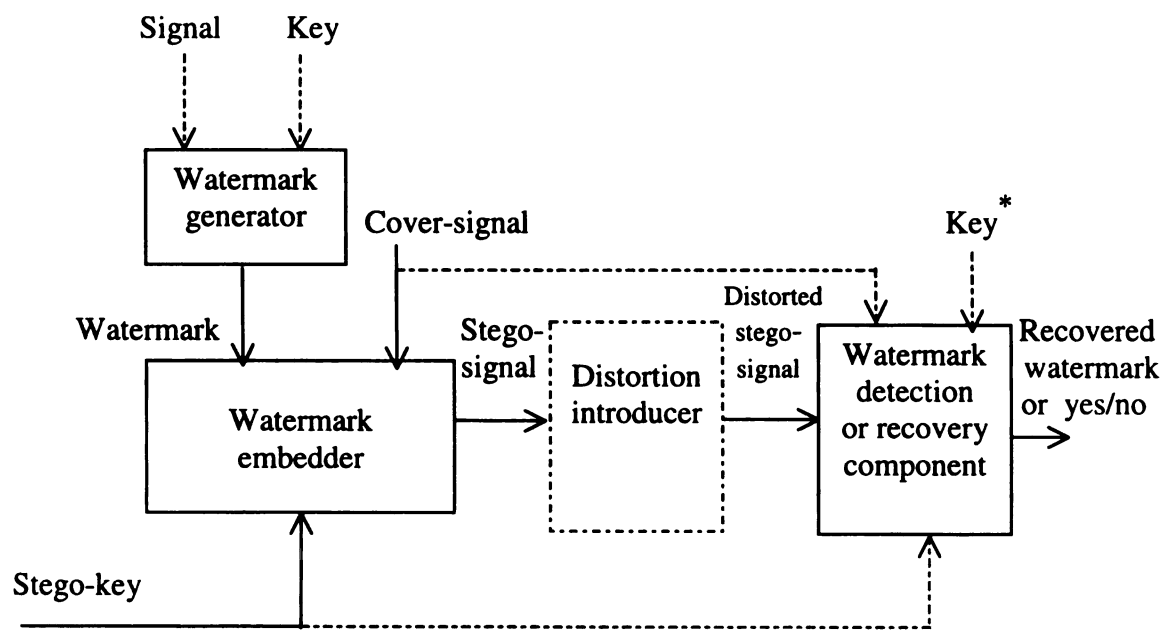 Signal
Key
Watermark
generator
Cover-signal
Key*
Watermark
Stego-
signal
Distorted
stego-
signal
Recovered
watermark
or yes/no
Watermark
embedder
Distortion
introducer
Watermark
detection
or recovery
component
Stego-key